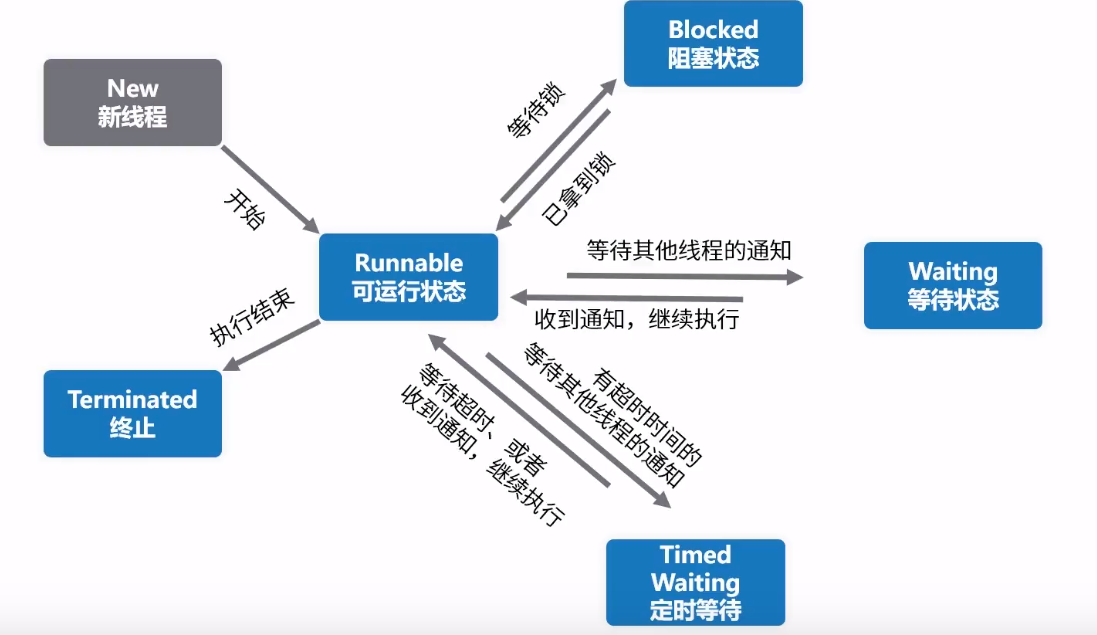 Blocked
阻塞状态
New
新线程
等待锁
已拿到锁
开始
Runnable
可运行状态
等待其他线程的通知
收到通知，继续执行
Waiting
等待状态
执行结束
Terminated
终止
有超时时间的
等待其他线程的通知
等待超时、或者
收到通知，继续执行
Timed
Waiting
定时等待